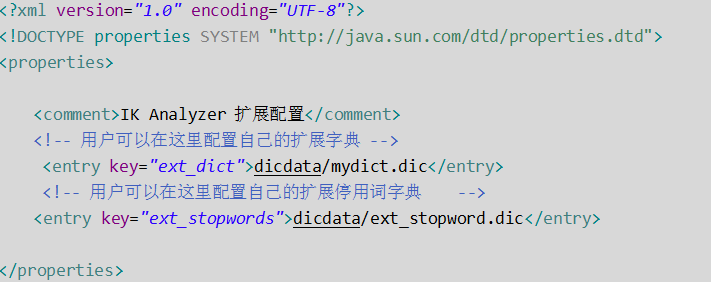 <?xml version="1.0" encoding="UTF-8"?>
<!DOCTYPE properties SYSTEM "http://java.sun.com/dtd/properties.dtd">
<properties>
<comment>IK Analyzer 扩展配置</comment>
<!-- 用户可以在这里配置自己的扩展字典 -->
<entry key="ext_dict">dicdata/mydict.dic</entry>
<!-- 用户可以在这里配置自己的扩展停用词字典 -->
<entry key="ext_stopwords">dicdata/ext_stopword.dic</entry>
</properties>